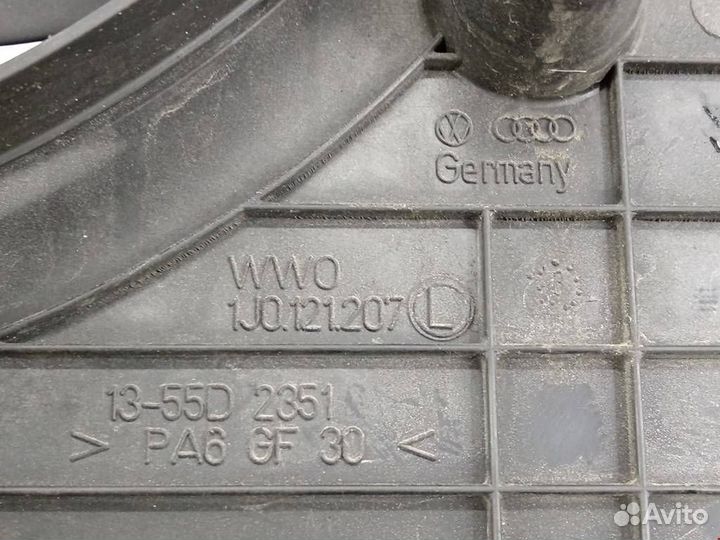 Germany
WWO
1J0.121.207 L
13-55D 2351
> PA6 GF 30 <
Avito